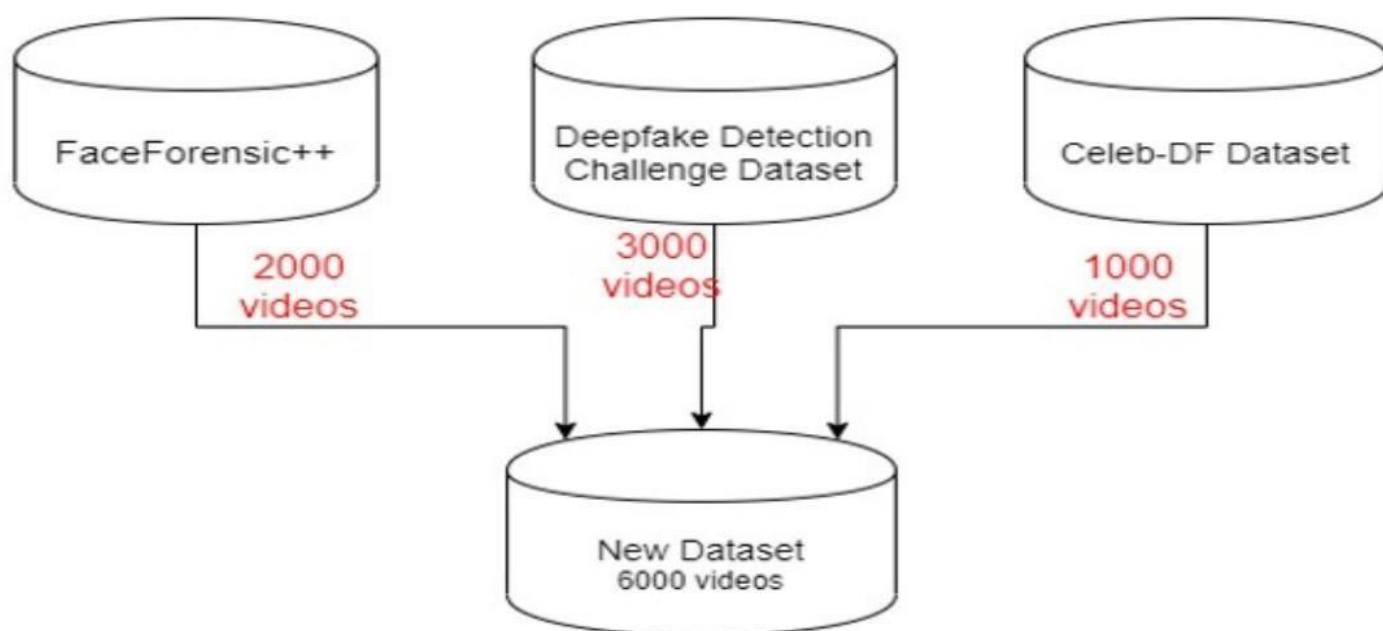 FaceForensic++
Deepfake Detection
Challenge Dataset
Celeb-DF Dataset
2000
videos
3000
videos
1000
videos
New Dataset
6000 videos